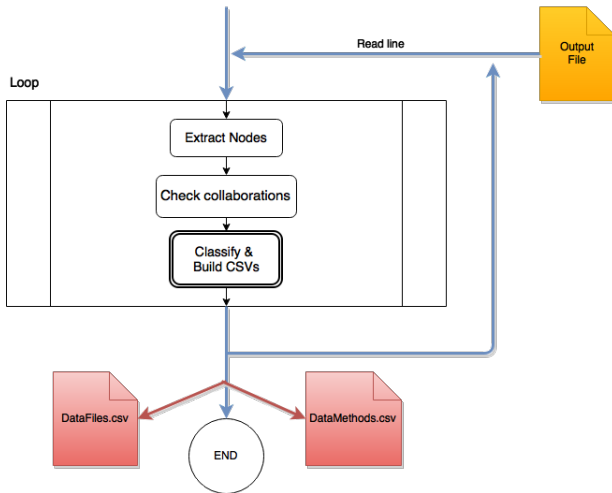 Read line
Output
File
Loop
Extract Nodes
Check collaborations
Classify &
Build CSVs
DataFiles.csv
DataMethods.csv
END